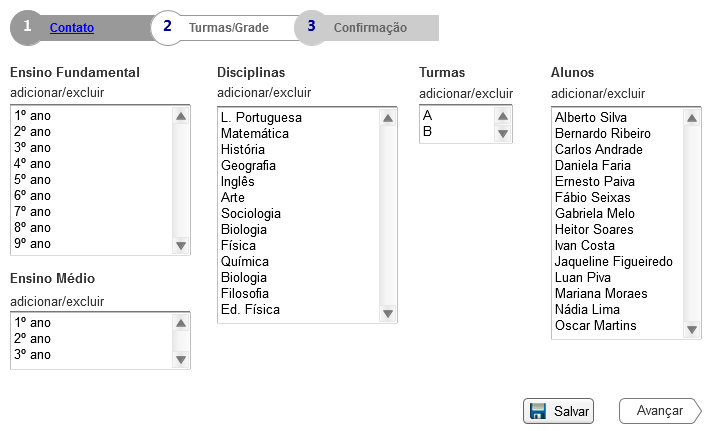 1 Contato 2 Turmas/Grade 3 Confirmação
Ensino Fundamental
adicionar/excluir
1º ano
2º ano
3º ano
4º ano
5º ano
6º ano
7º ano
8º ano
9º ano
Ensino Médio
adicionar/excluir
1º ano
2º ano
3º ano
Disciplinas
adicionar/excluir
L. Portuguesa
Matemática
História
Geografia
Inglês
Arte
Sociologia
Biologia
Física
Química
Biologia
Filosofia
Ed. Física
Turmas
adicionar/excluir
A
B
Alunos
adicionar/excluir
Alberto Silva
Bernardo Ribeiro
Carlos Andrade
Daniela Faria
Ernesto Paiva
Fábio Seixas
Gabriela Melo
Heitor Soares
Ivan Costa
Jaqueline Figueiredo
Luan Piva
Mariana Moraes
Nádia Lima
Oscar Martins
Salvar
Avançar